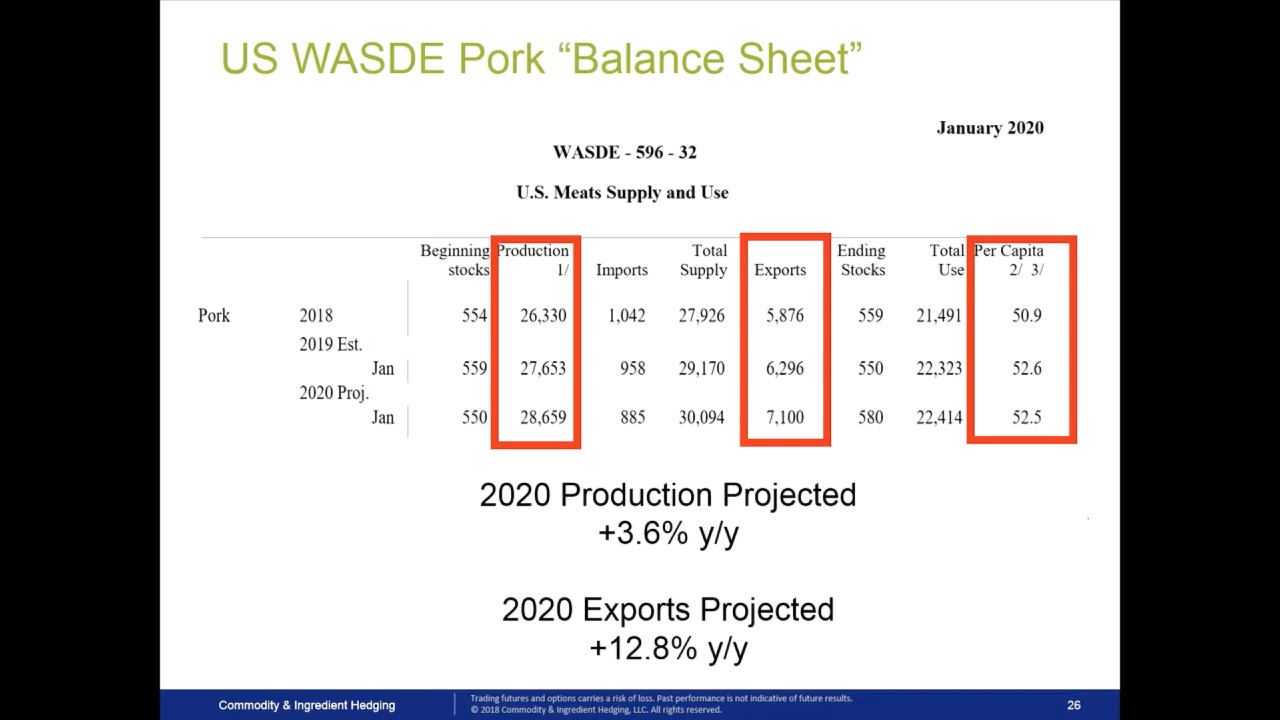 US WASDE Pork “Balance Sheet”
January 2020
WASDE - 596 - 32
U.S. Meats Supply and Use
Beginning Production Total Ending Total Per Capita
stocks 1/ Imports Supply Exports Stocks Use 2/ 3/
Pork 2018 554 26,330 1,042 27,926 5,876 559 21,491 50.9
2019 Est.
Jan 559 27,653 958 29,170 6,296 550 22,323 52.6
2020 Proj.
Jan 550 28,659 885 30,094 7,100 580 22,414 52.5
2020 Production Projected
+3.6% y/y
2020 Exports Projected
+12.8% y/y
Commodity & Ingredient Hedging
Trading futures and options carries a risk of loss. Past performance is not indicative of future results.
© 2018 Commodity & Ingredient Hedging, LLC. All rights reserved.
26